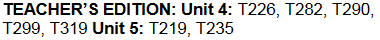 TEACHER'S EDITION: Unit 4: T226, T282, T290,
T299, T319 Unit 5: T219, T235